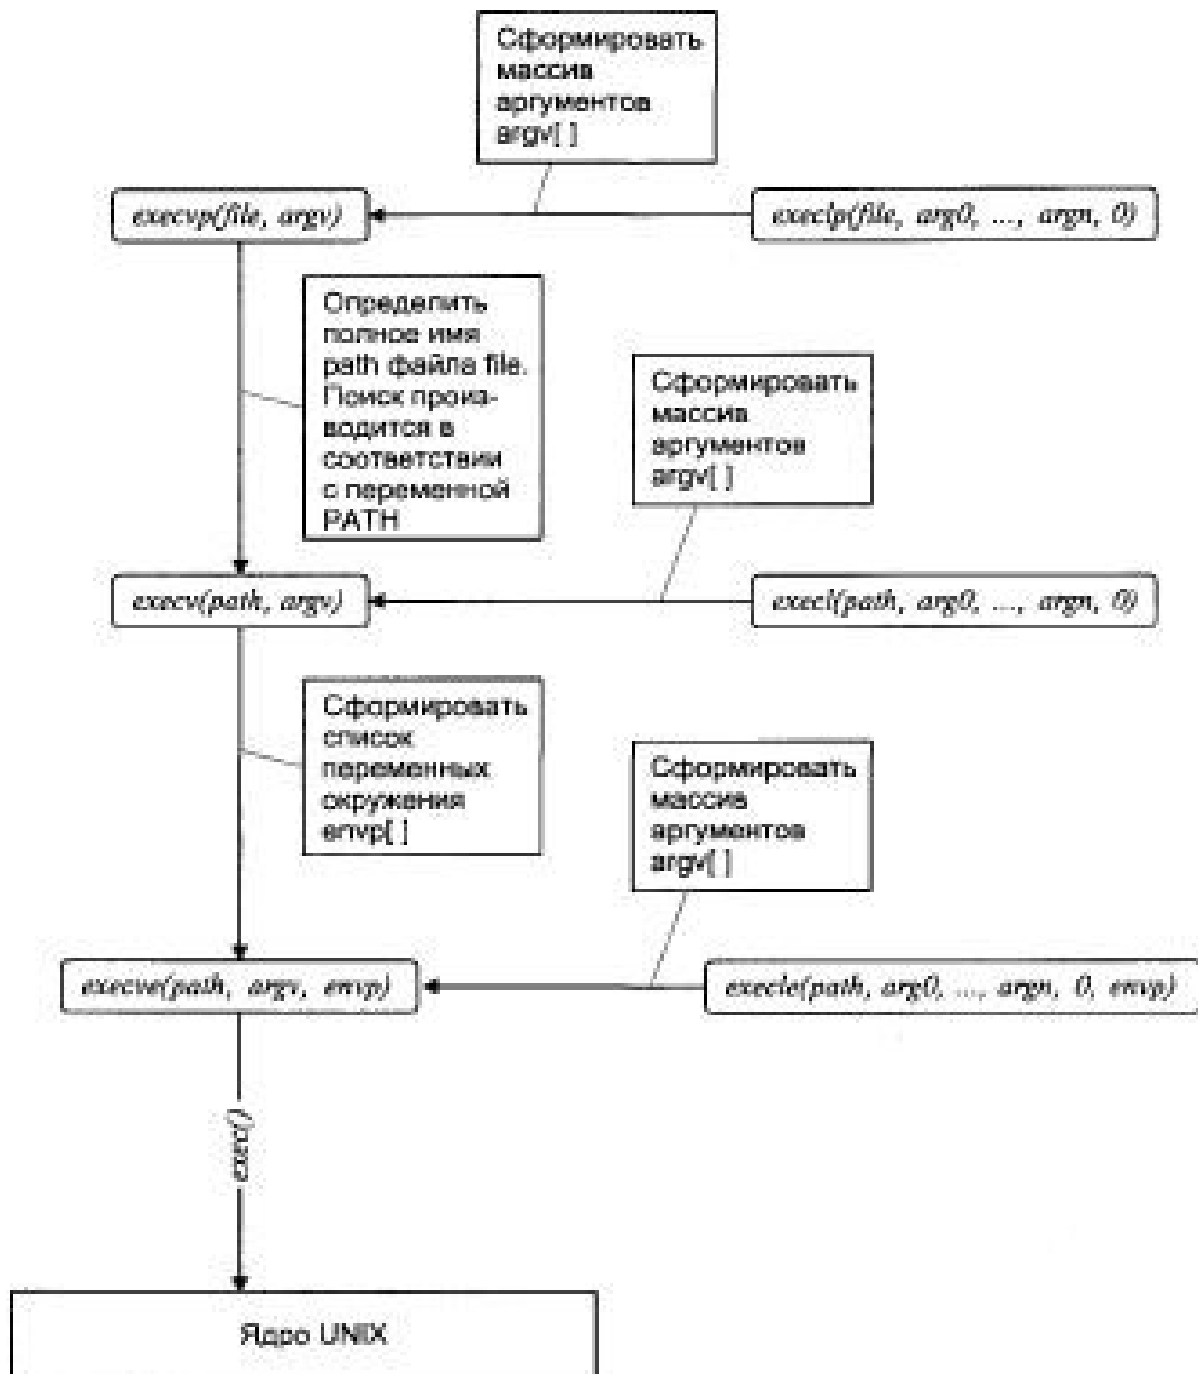 Сформировать
массив
аргументов
argv[ ]
execvp(file, argv)
execlp(file, arg0, ..., argn, 0)
Определить
полное имя
path файла file.
Поиск произ-
водится в
соответствии
с переменной
PATH
Сформировать
массив
аргументов
argv[ ]
execv(path, argv)
execl(path, arg0, ..., argn, 0)
Сформировать
список
переменных
окружения
envp[ ]
Сформировать
массив
аргументов
argv[ ]
execve(path, argv, envp)
execle(path, arg0, ..., argn, 0, envp)
exec()
Ядро UNIX